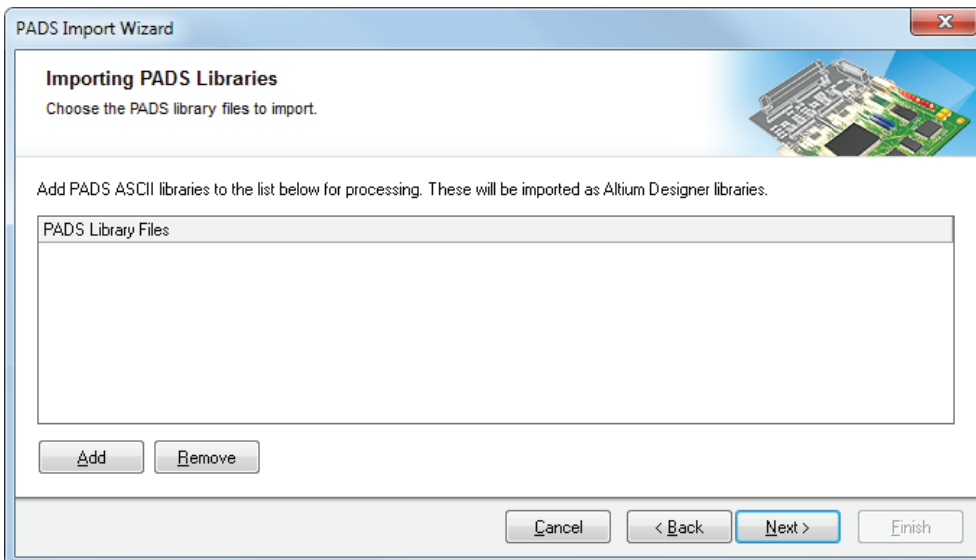 PADS Import Wizard
Importing PADS Libraries
Choose the PADS library files to import.
Add PADS ASCII libraries to the list below for processing. These will be imported as Altium Designer libraries.
PADS Library Files
Add Remove
Cancel < Back Next > Finish